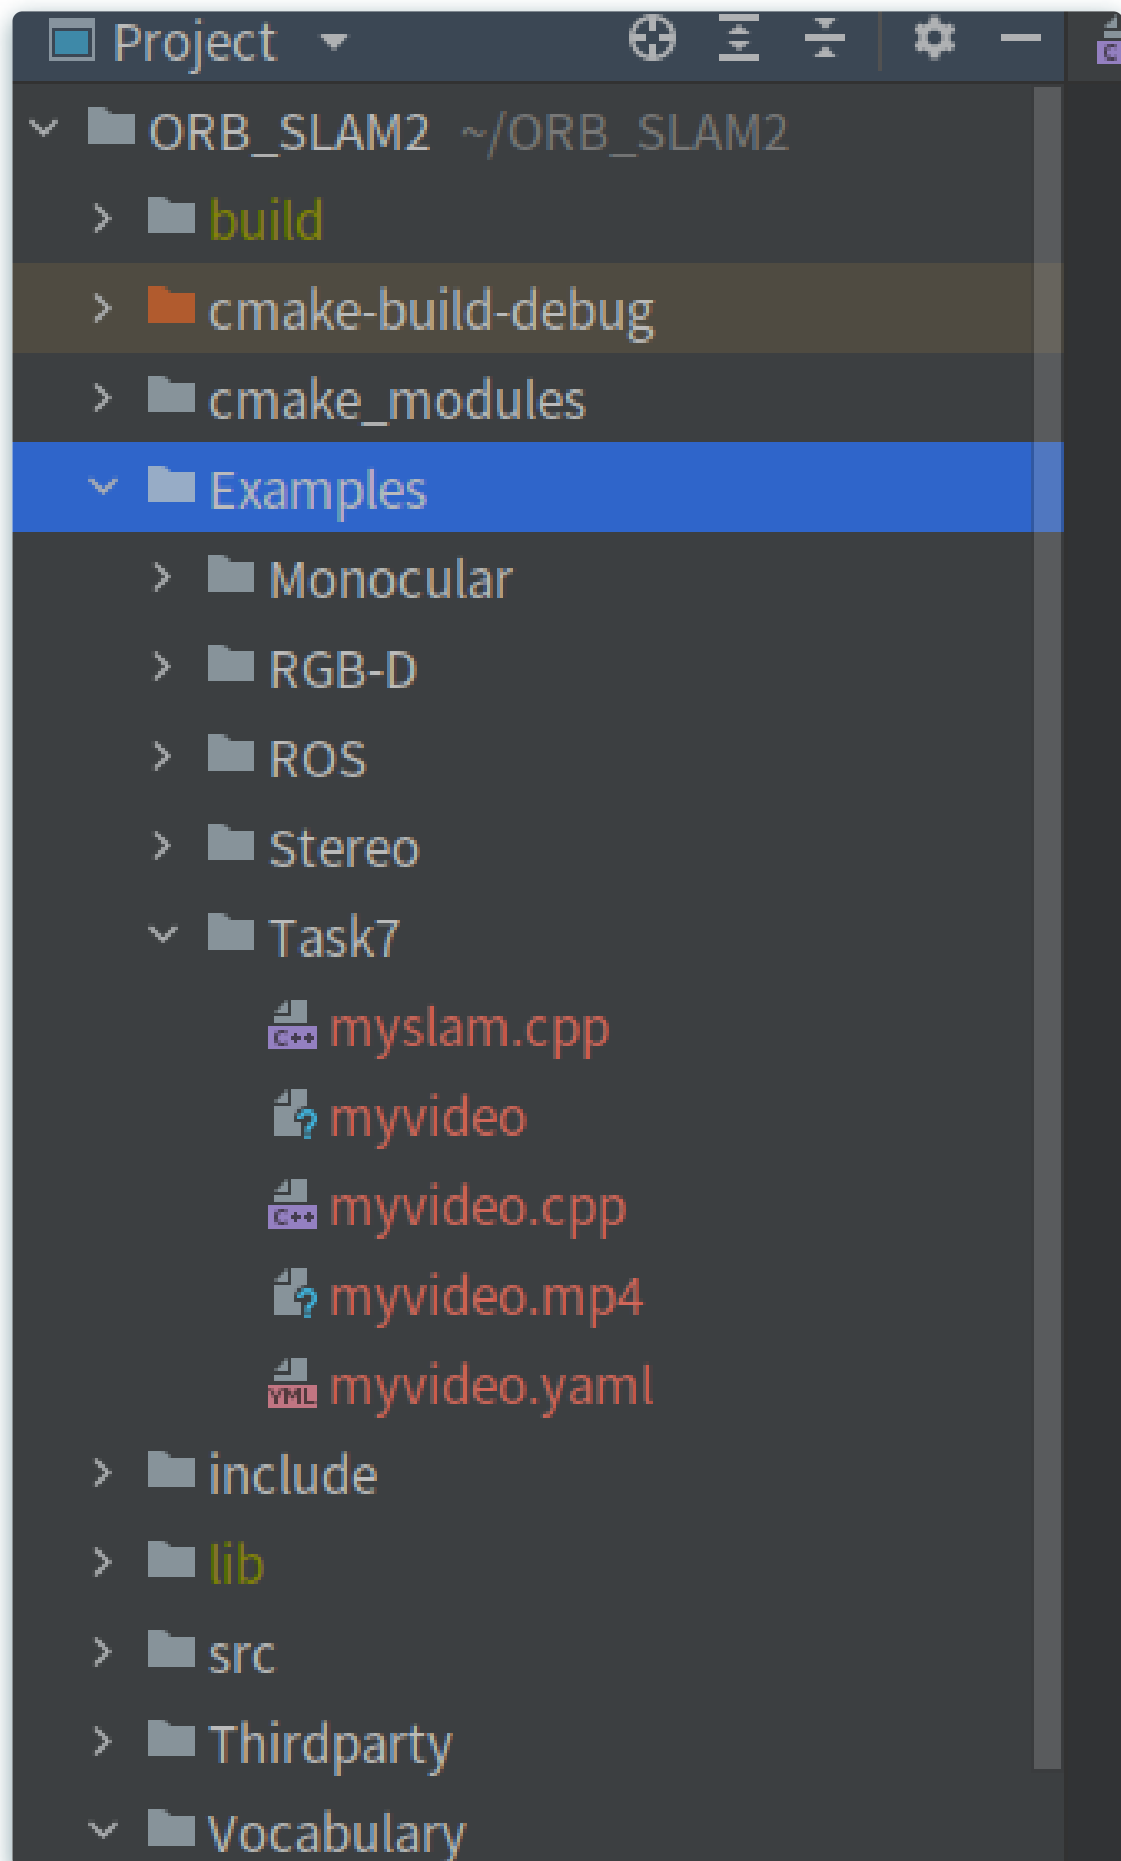 Project
ORB_SLAM2 ~/ORB_SLAM2
build
cmake-build-debug
cmake_modules
Examples
Monocular
RGB-D
ROS
Stereo
Task7
C++ myslam.cpp
? myvideo
C++ myvideo.cpp
? myvideo.mp4
YML myvideo.yaml
include
lib
src
Thirdparty
Vocabulary